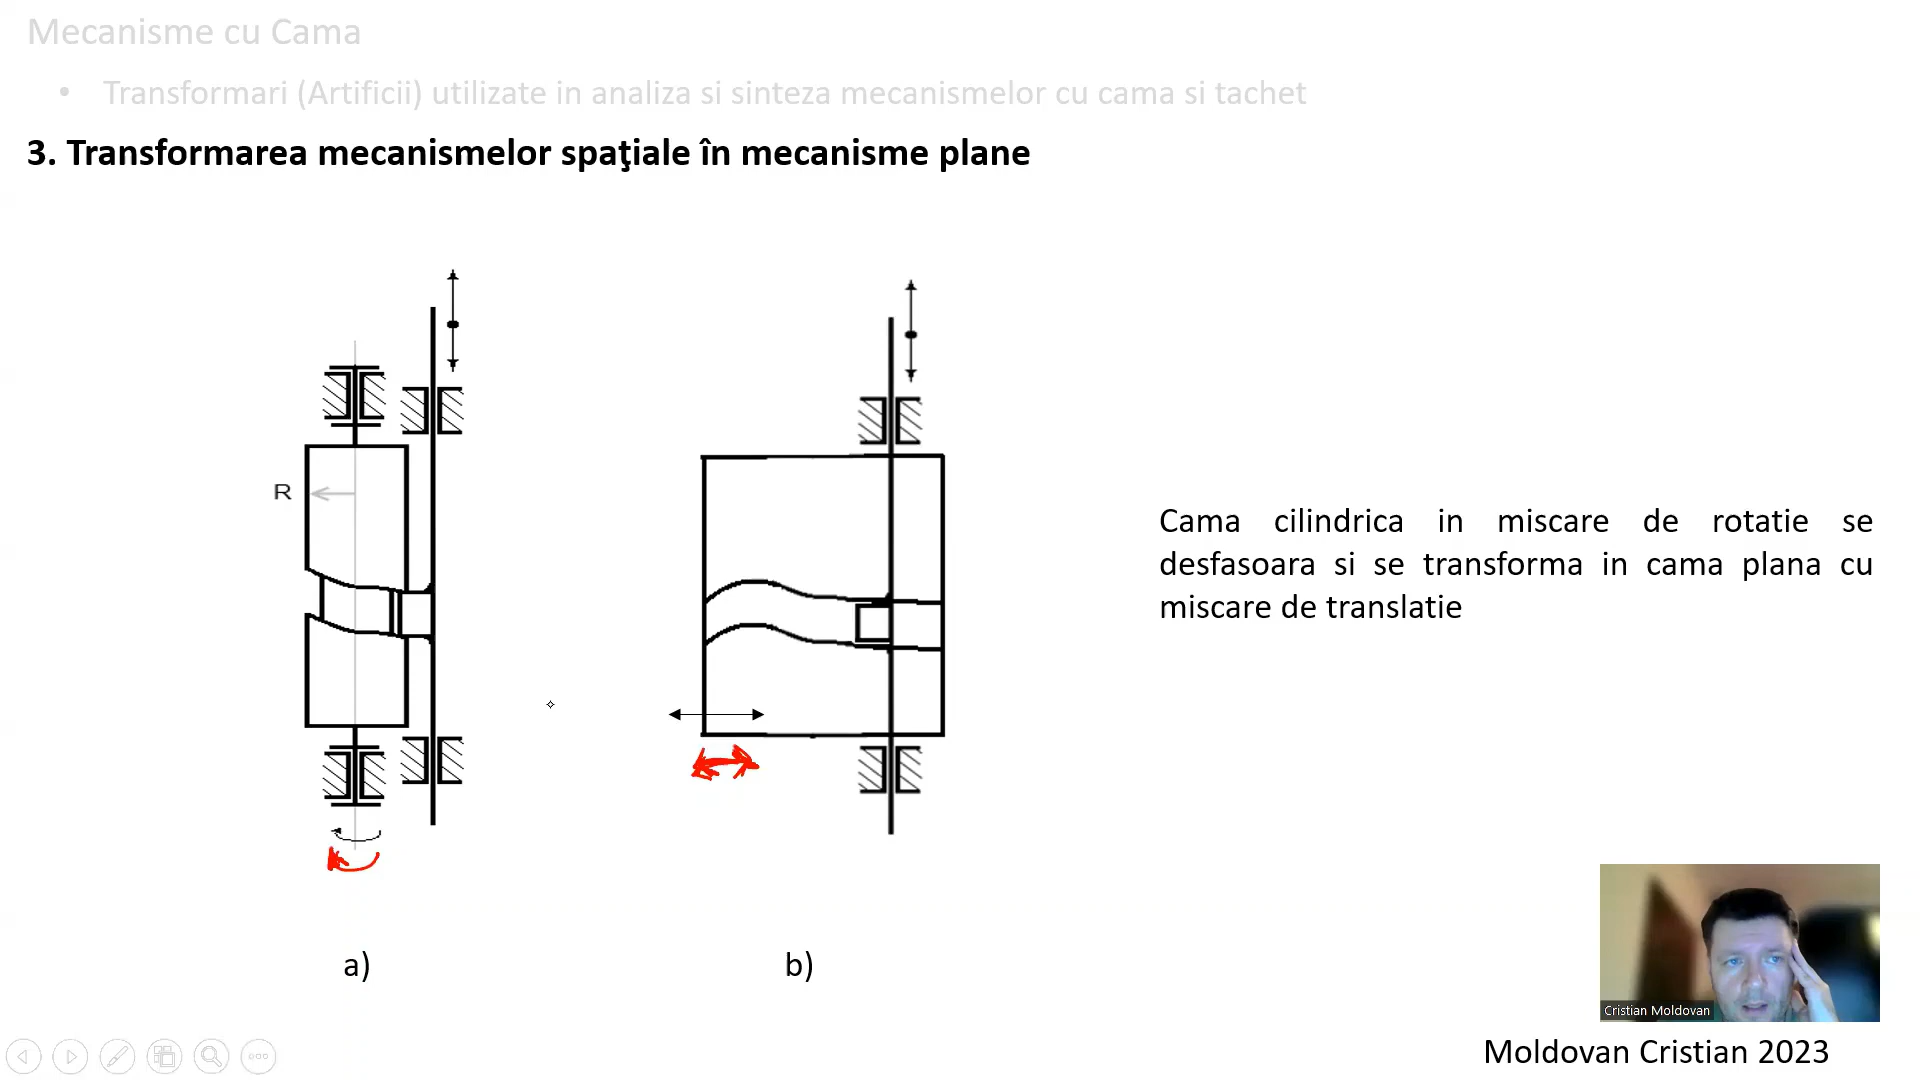 Mecanisme cu Cama
• Transformari (Artificii) utilizate in analiza si sinteza mecanismelor cu cama si tachet
3. Transformarea mecanismelor spaţiale în mecanisme plane
R
Cama cilindrica in miscare de rotatie se
desfasoara si se transforma in cama plana cu
miscare de translatie
a)
b)
Cristian Moldovan
Moldovan Cristian 2023